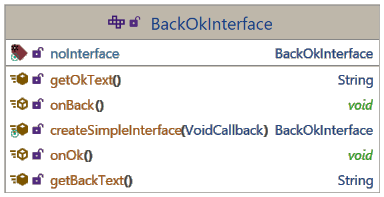 BackOkInterface
noInterface BackOkInterface
getOkText() String
onBack() void
createSimpleInterface(VoidCallback) BackOkInterface
onOk() void
getBackText() String